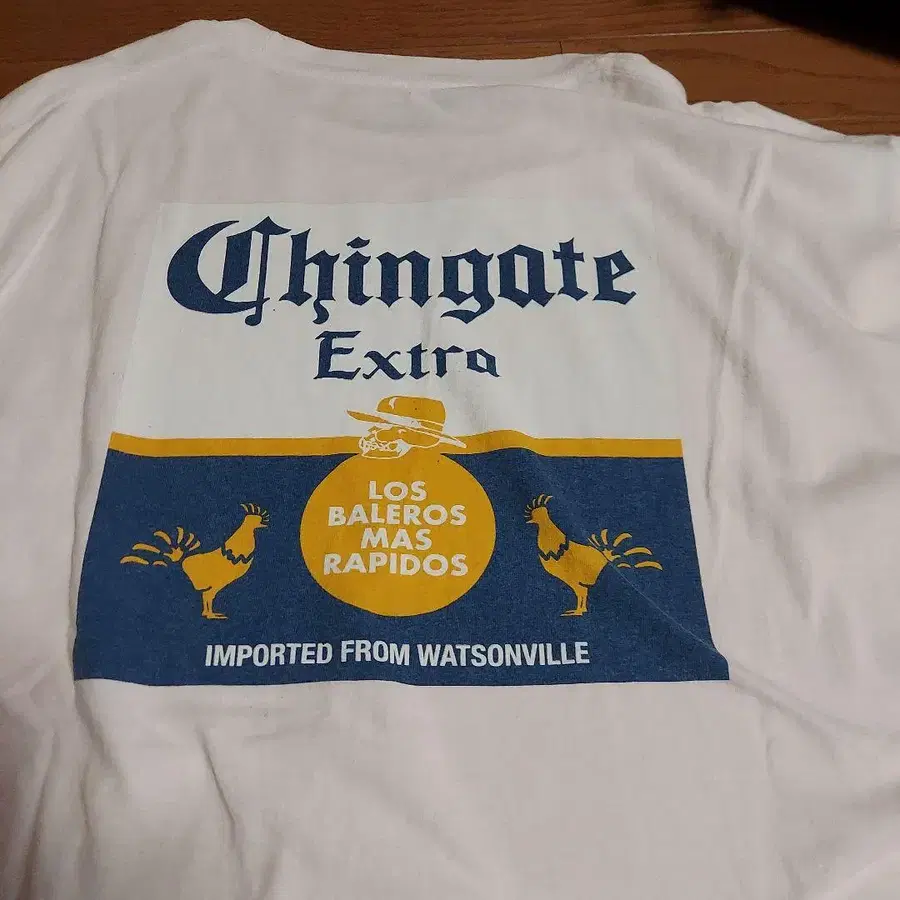 Chingate
Extra
LOS
BALEROS
MAS
RAPIDOS
IMPORTED FROM WATSONVILLE